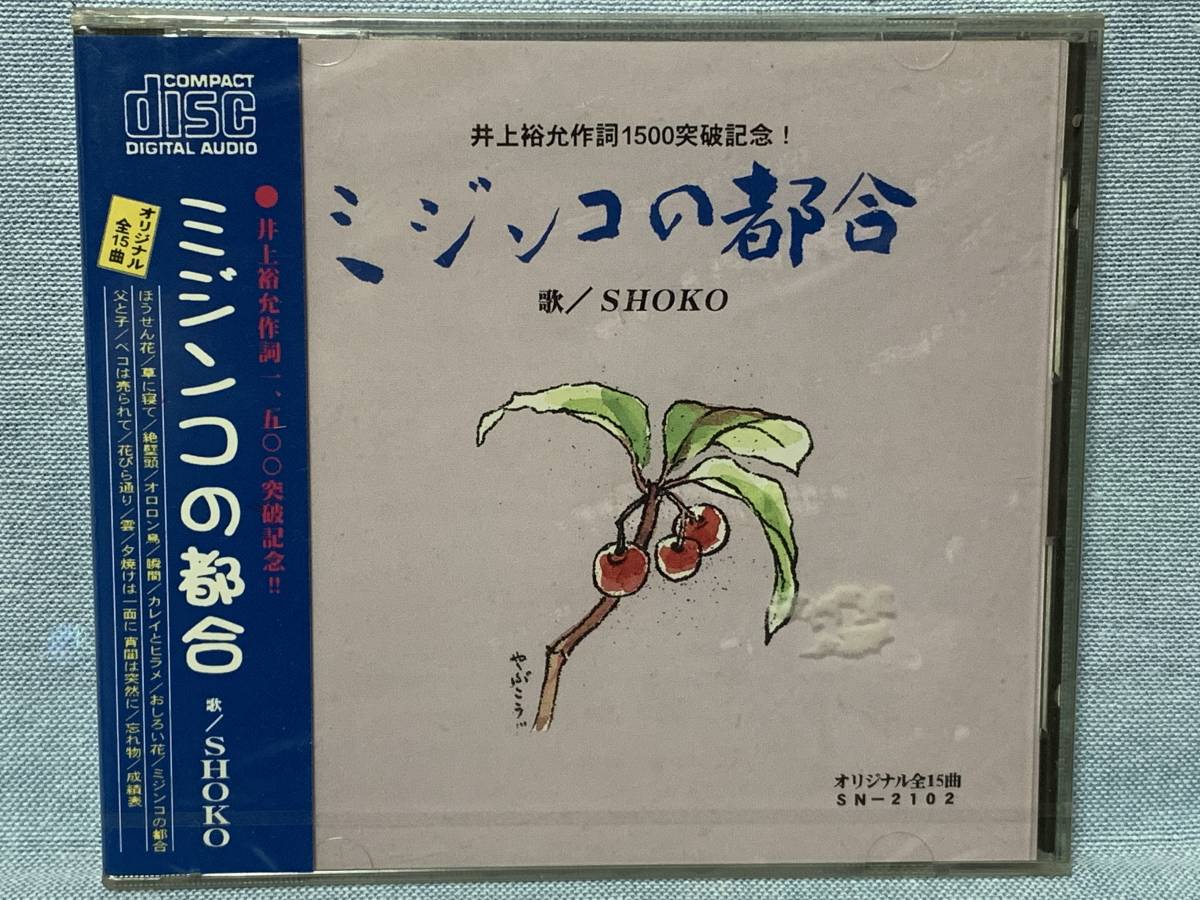 COMPACT
disc
DIGITAL AUDIO
オリジナル
全15曲
●井上裕允作詞一、五〇〇突破記念!!
ミジンコの都合
歌/SHOKO
ほうせん花/草に寝て/絶壁頭/オロロン鳥/瞬間/カレイとヒラメ/おしろい花/ミジンコの都合
父と子/ベコは売られて/花びら通り/雲/夕焼けは一面に 宵闇は突然に/忘れ物/成績表
井上裕允作詞1500突破記念!
ミジンコの都合
歌/SHOKO
やぶこうじ
オリジナル全15曲
SN-2102